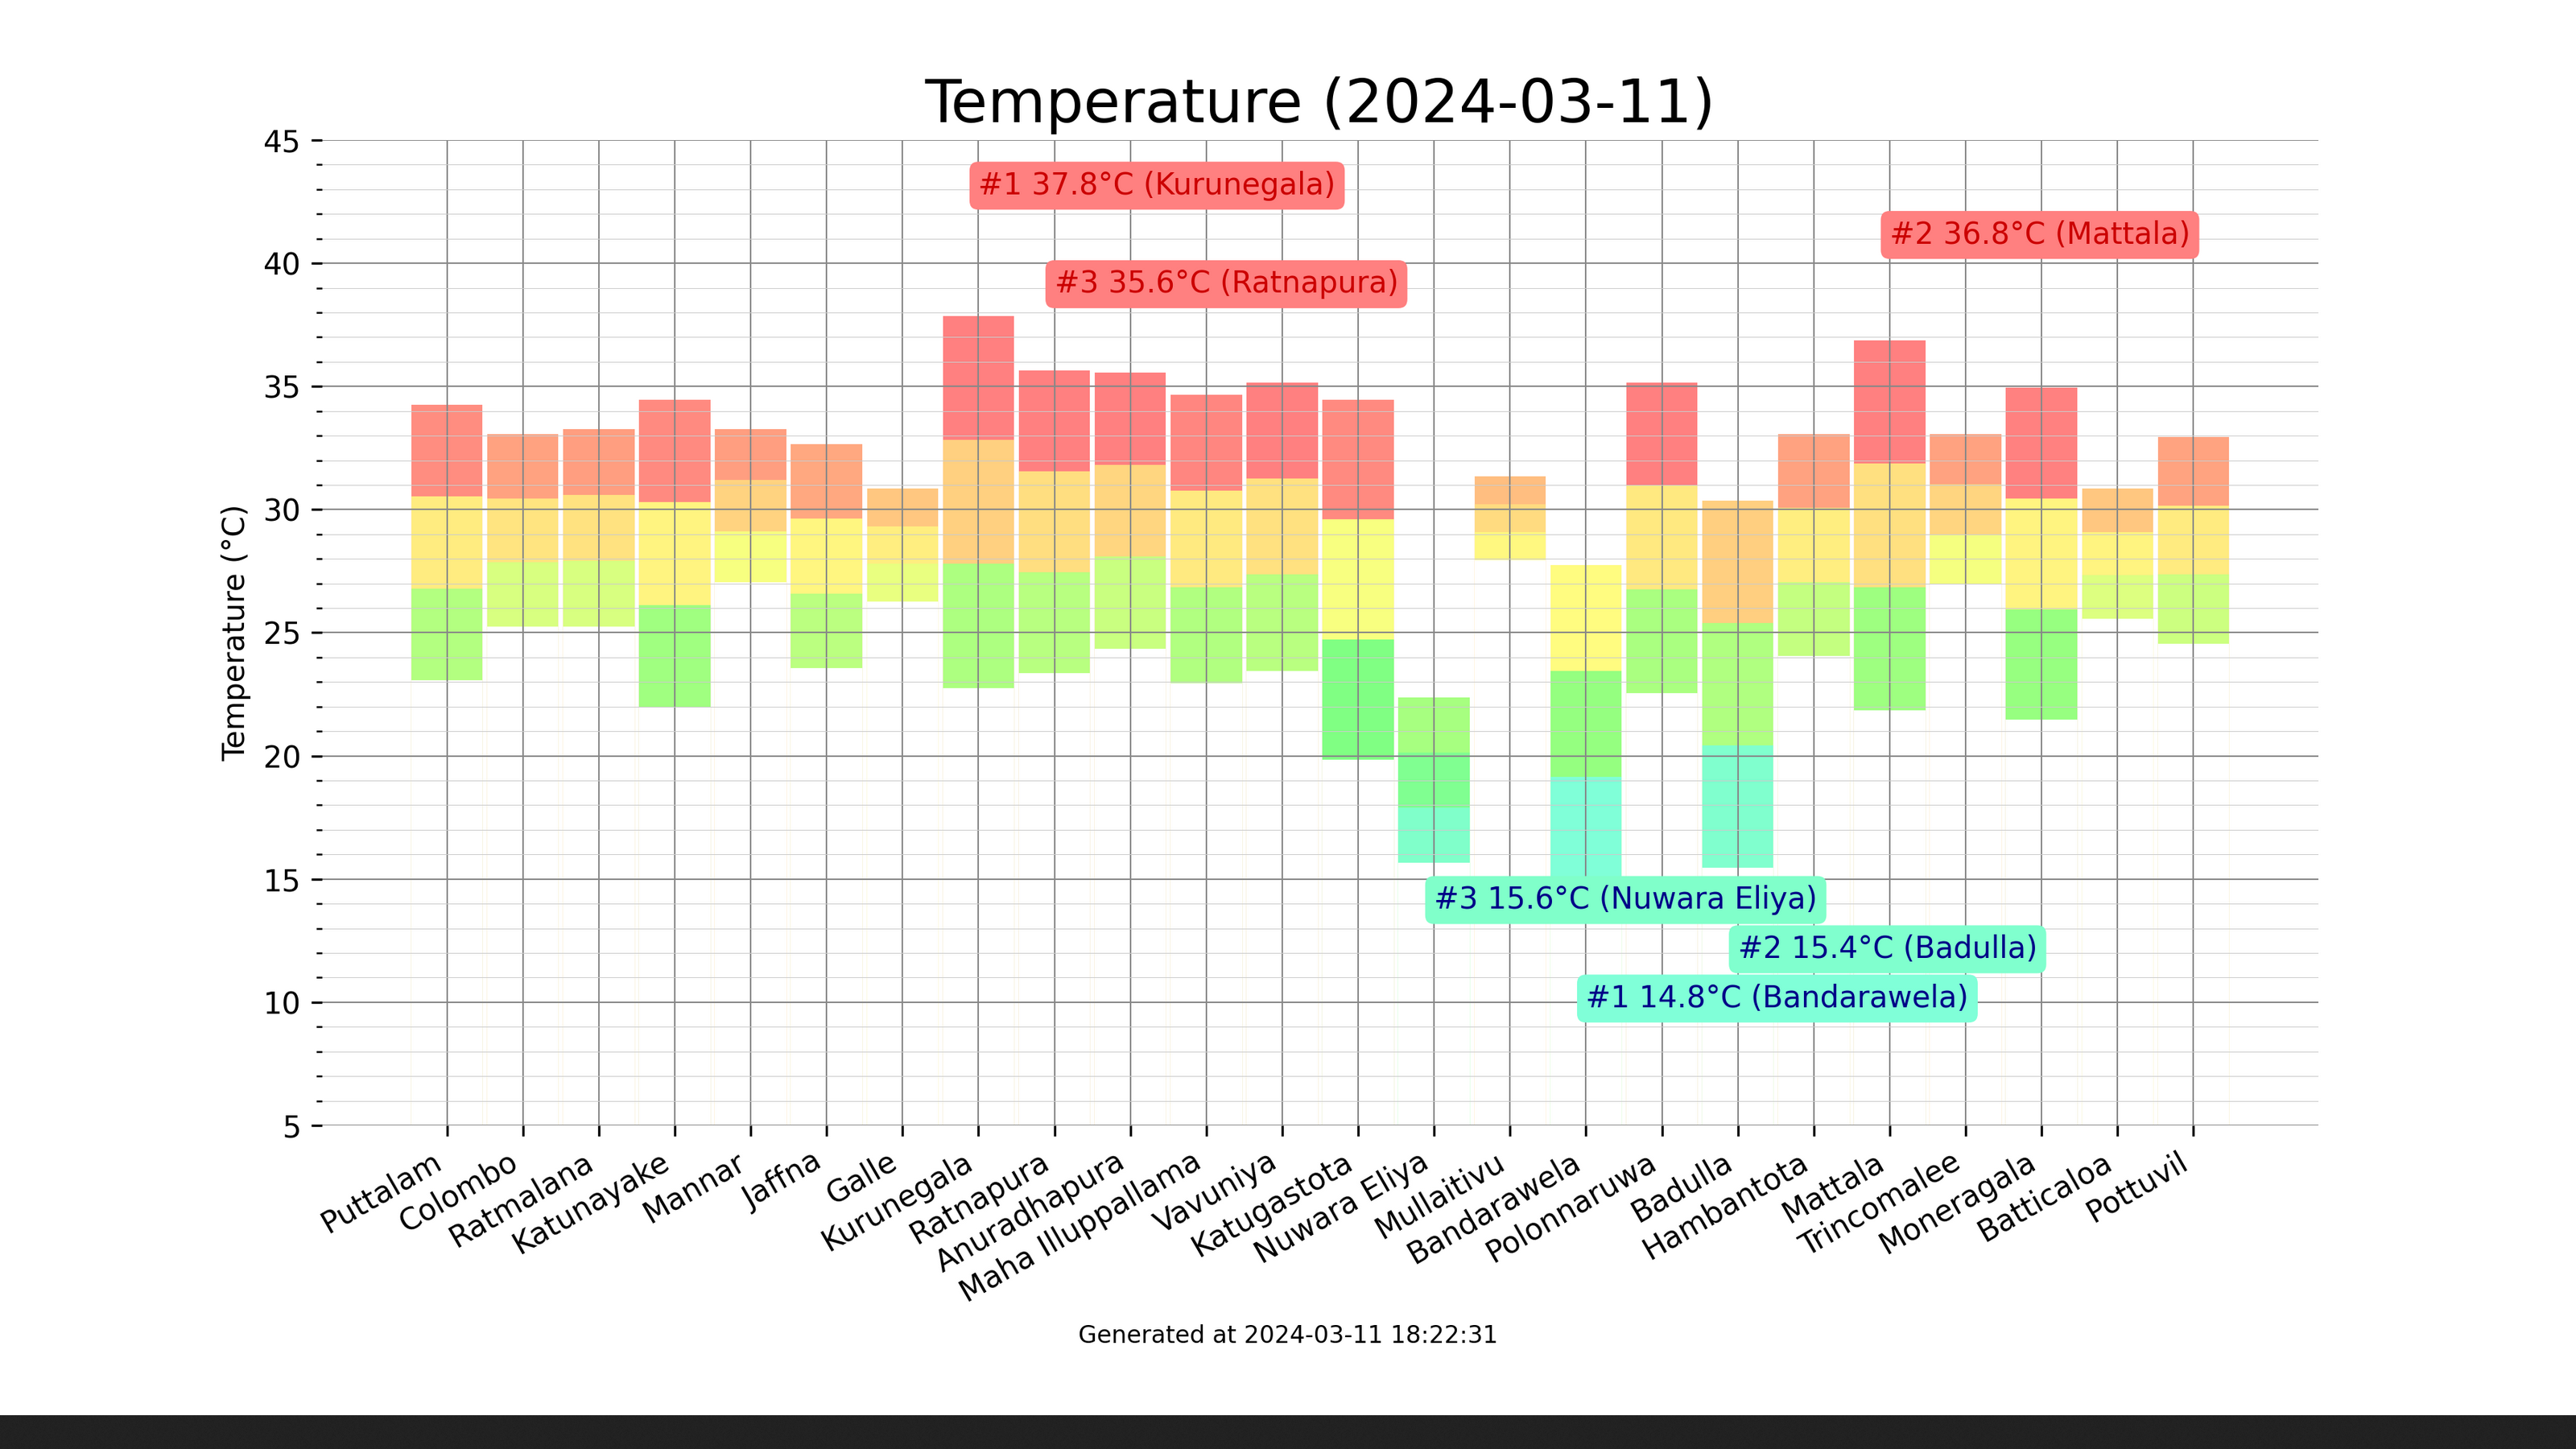 Temperature (2024-03-11)
45
40
35
30
25
20
15
10
5
Temperature (°C)
#1 37.8°C (Kurunegala)
#2 36.8°C (Mattala)
#3 35.6°C (Ratnapura)
#3 15.6°C (Nuwara Eliya)
#2 15.4°C (Badulla)
#1 14.8°C (Bandarawela)
Puttalam
Colombo
Ratmalana
Katunayake
Mannar
Jaffna
Galle
Kurunegala
Ratnapura
Anuradhapura
Maha Illuppallama
Vavuniya
Katugastota
Nuwara Eliya
Mullaitivu
Bandarawela
Polonnaruwa
Badulla
Hambantota
Mattala
Trincomalee
Moneragala
Batticaloa
Pottuvil
Generated at 2024-03-11 18:22:31